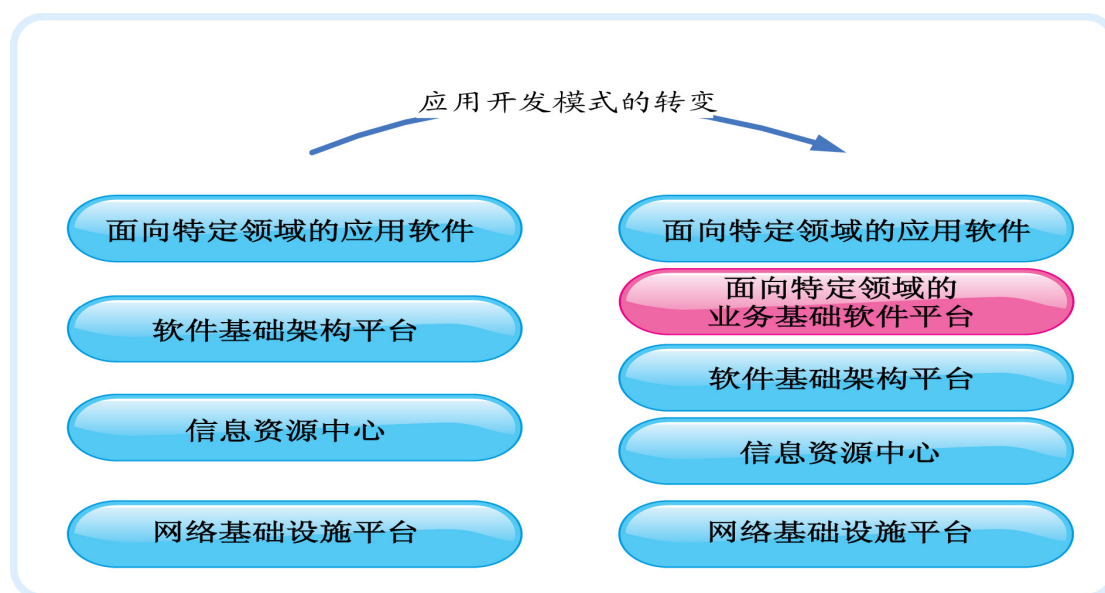 应用开发模式的转变
面向特定领域的应用软件
软件基础架构平台
信息资源中心
网络基础设施平台
面向特定领域的应用软件
面向特定领域的
业务基础软件平台
软件基础架构平台
信息资源中心
网络基础设施平台